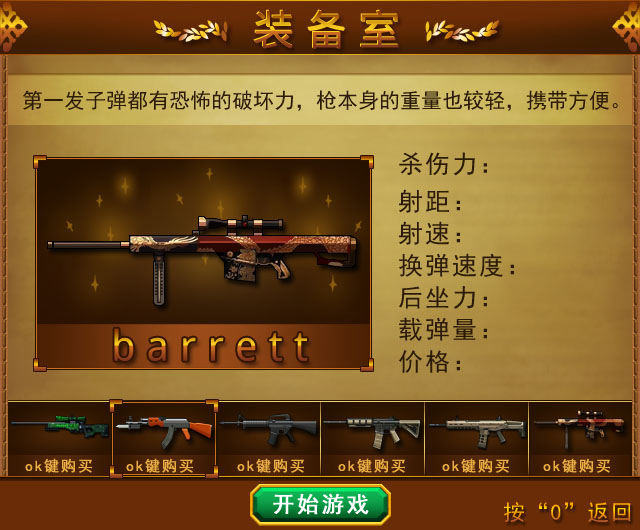 装备室
第一发子弹都有恐怖的破坏力，枪本身的重量也较轻，携带方便。
杀伤力：
射距：
射速：
换弹速度：
后坐力：
载弹量：
价格：
barrett
ok键购买 ok键购买 ok键购买 ok键购买 ok键购买 ok键购买
开始游戏
按“0”返回